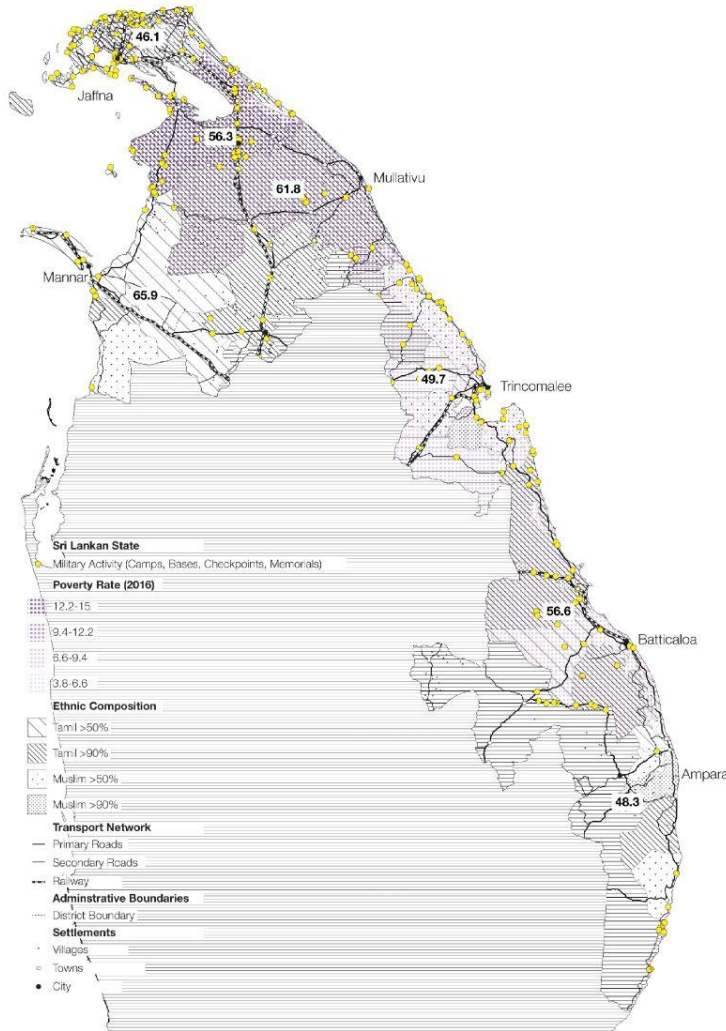 46.1
Jaffna
56.3
61.8
Mullativu
Mannar
65.9
49.7
Trincomalee
Sri Lankan State
Military Activity (Camps, Bases, Checkpoints, Memorials)
Poverty Rate (2016)
12.2-15
9.4-12.2
6.6-9.4
3.8-6.6
56.6
Batticaloa
Ethnic Composition
Tamil >50%
Tamil >90%
Muslim >50%
Muslim >90%
Ampara
48.3
Transport Network
Primary Roads
Secondary Roads
Railway
Adminstrative Boundaries
District Boundary
Settlements
Villages
Towns
City